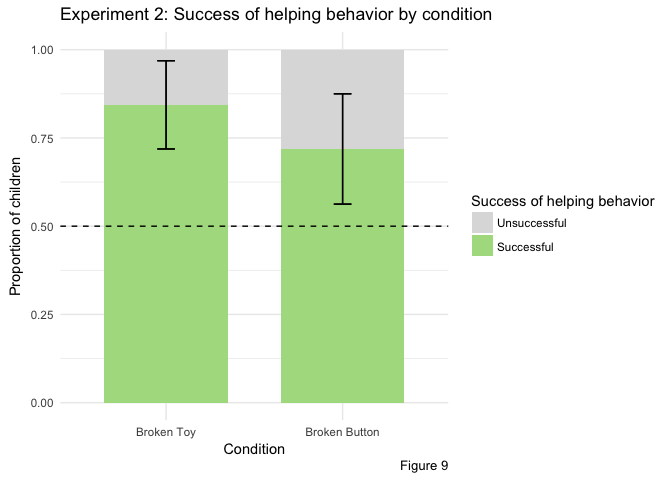 Experiment 2: Success of helping behavior by condition
Proportion of children
1.00
0.75
0.50
0.25
0.00
Broken Toy
Broken Button
Condition
Success of helping behavior
Unsuccessful
Successful
Figure 9